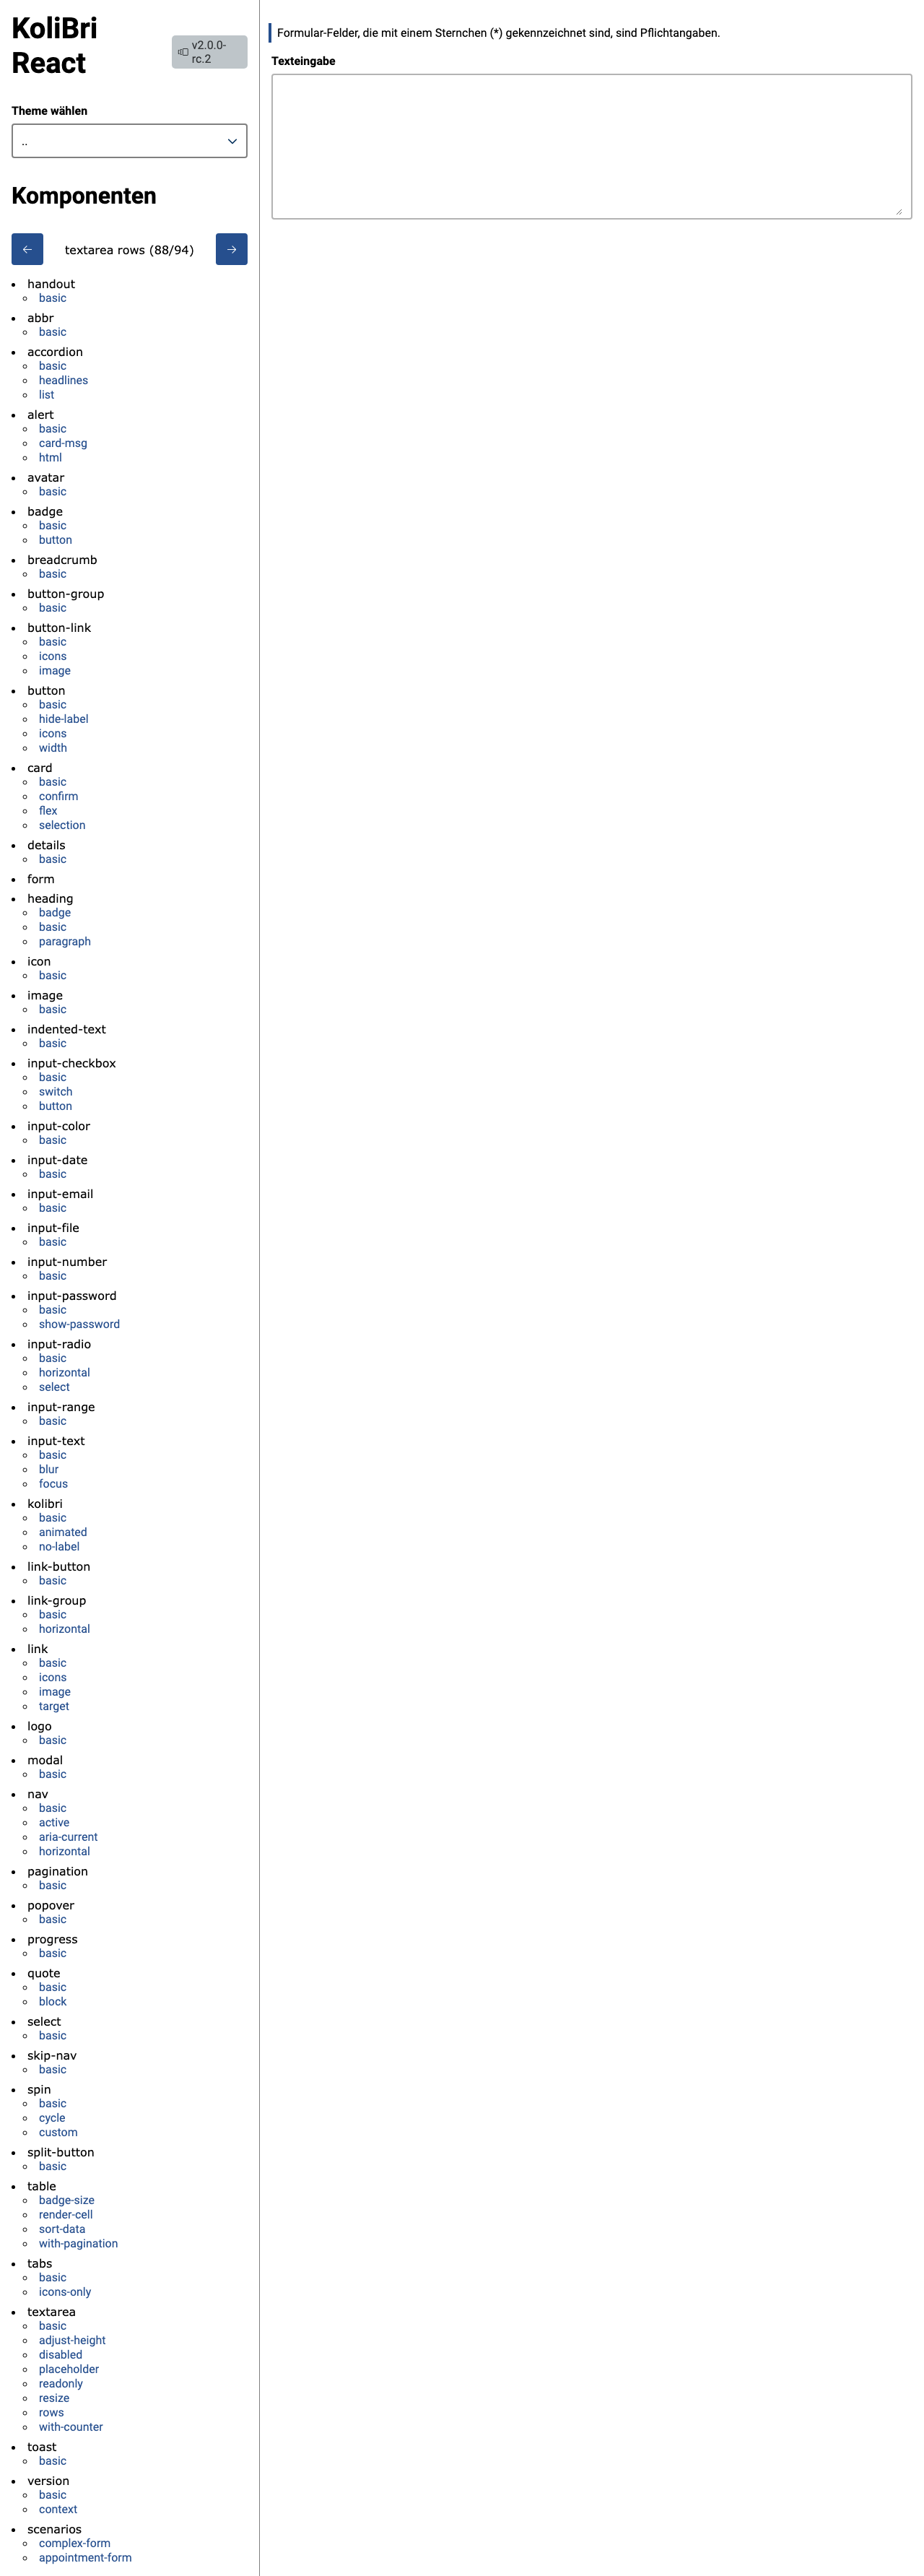 KoliBri
React
v2.0.0-
rc.2
Theme wählen
..
Komponenten
← textarea rows (88/94) →
handout
basic
abbr
basic
accordion
basic
headlines
list
alert
basic
card-msg
html
avatar
basic
badge
basic
button
breadcrumb
basic
button-group
basic
button-link
basic
icons
image
button
basic
hide-label
icons
width
card
basic
confirm
flex
selection
details
basic
form
heading
badge
basic
paragraph
icon
basic
image
basic
indented-text
basic
input-checkbox
basic
switch
button
input-color
basic
input-date
basic
input-email
basic
input-file
basic
input-number
basic
input-password
basic
show-password
input-radio
basic
horizontal
select
input-range
basic
input-text
basic
blur
focus
kolibri
basic
animated
no-label
link-button
basic
link-group
basic
horizontal
link
basic
icons
image
target
logo
basic
modal
basic
nav
basic
active
aria-current
horizontal
pagination
basic
popover
basic
progress
basic
quote
basic
block
select
basic
skip-nav
basic
spin
basic
cycle
custom
split-button
basic
table
badge-size
render-cell
sort-data
with-pagination
tabs
basic
icons-only
textarea
basic
adjust-height
disabled
placeholder
readonly
resize
rows
with-counter
toast
basic
version
basic
context
scenarios
complex-form
appointment-form
Formular-Felder, die mit einem Sternchen (*) gekennzeichnet sind, sind Pflichtangaben.
Texteingabe